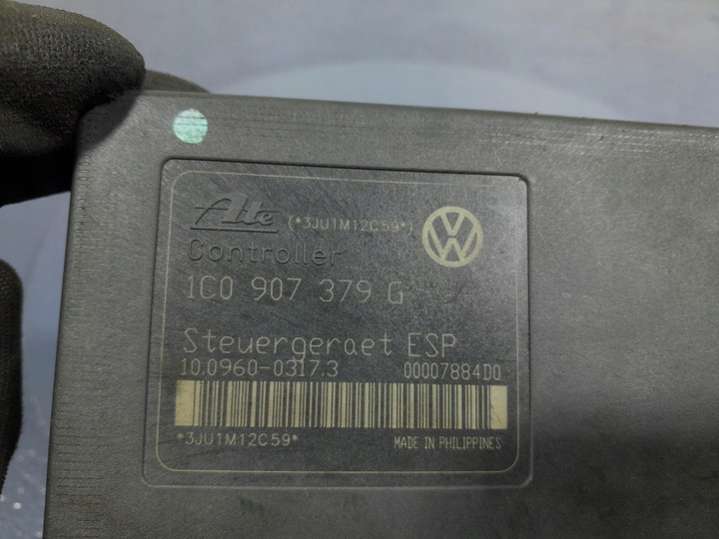 Ate (*3JU1M12C59*)
Controller
1C0 907 379 G
Steuergeraet ESP
10.0960-0317.3 00007884D0
*3JU1M12C59* MADE IN PHILIPPINES